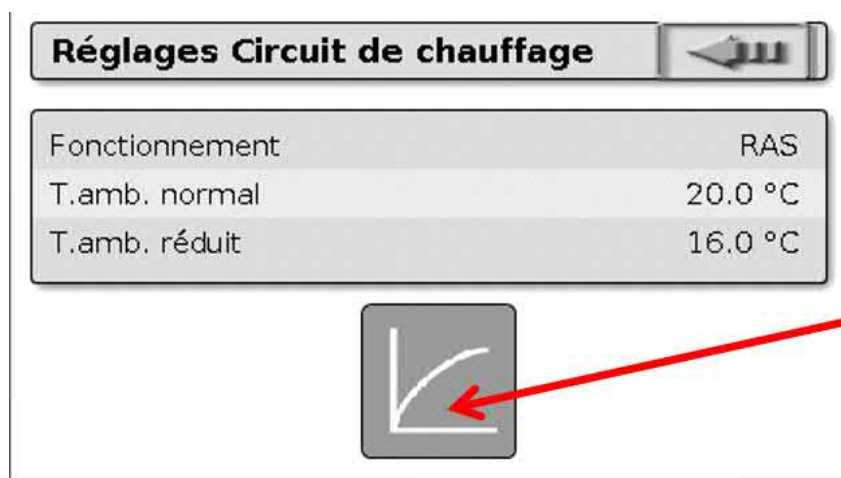 Réglages Circuit de chauffage
Fonctionnement RAS
T.amb. normal 20.0 °C
T.amb. réduit 16.0 °C